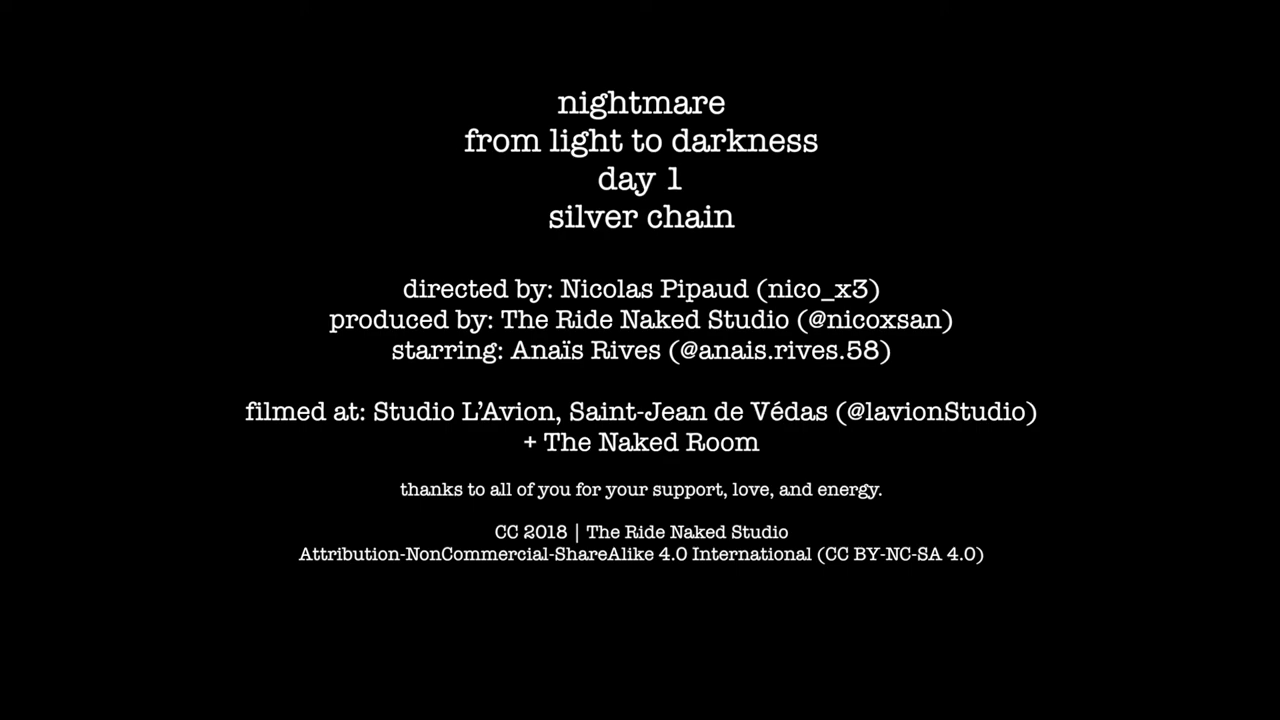 nightmare
from light to darkness
day 1
silver chain
directed by: Nicolas Pipaud (nico_x3)
produced by: The Ride Naked Studio (@nicoxsan)
starring: Anaïs Rives (@anais.rives.58)
filmed at: Studio L'Avion, Saint-Jean de Védas (@lavionStudio)
+ The Naked Room
thanks to all of you for your support, love, and energy.
CC 2018 | The Ride Naked Studio
Attribution-NonCommercial-ShareAlike 4.0 International (CC BY-NC-SA 4.0)